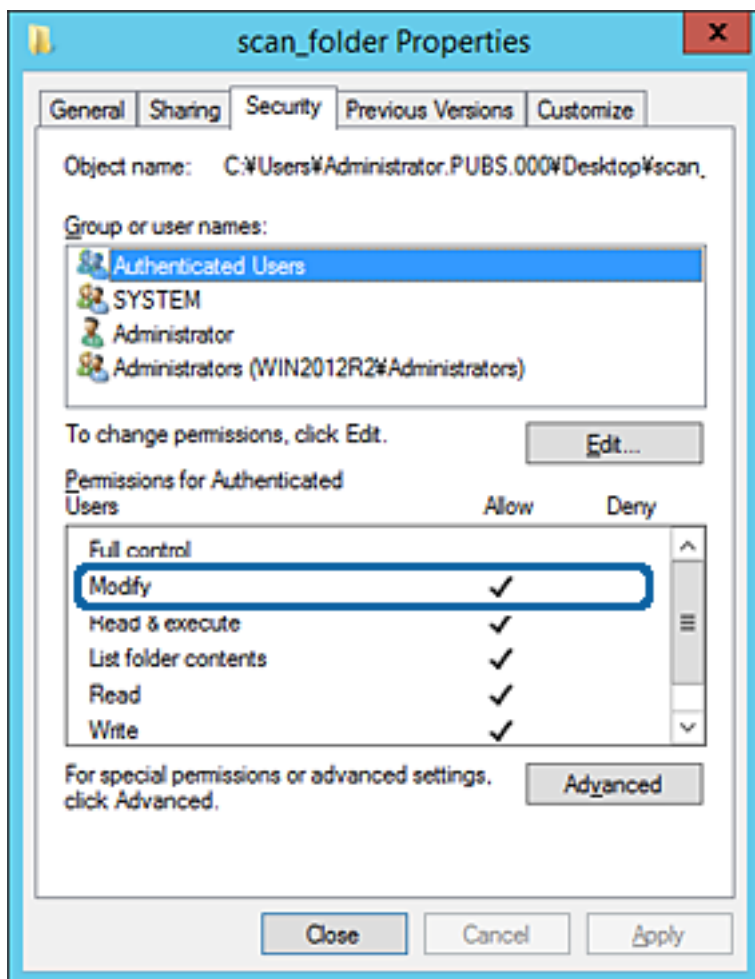 scan_folder Properties
x
General Sharing Security Previous Versions Customize
Object name: C:¥Users¥Administrator.PUBS.000¥Desktop¥scan_
Group or user names:
Authenticated Users
SYSTEM
Administrator
Administrators (WIN2012R2¥Administrators)
To change permissions, click Edit.
Edit...
Permissions for Authenticated
Users Allow Deny
Full control
Modify
Read & execute
List folder contents
Read
Write
For special permissions or advanced settings,
click Advanced.
Advanced
Close Cancel Apply